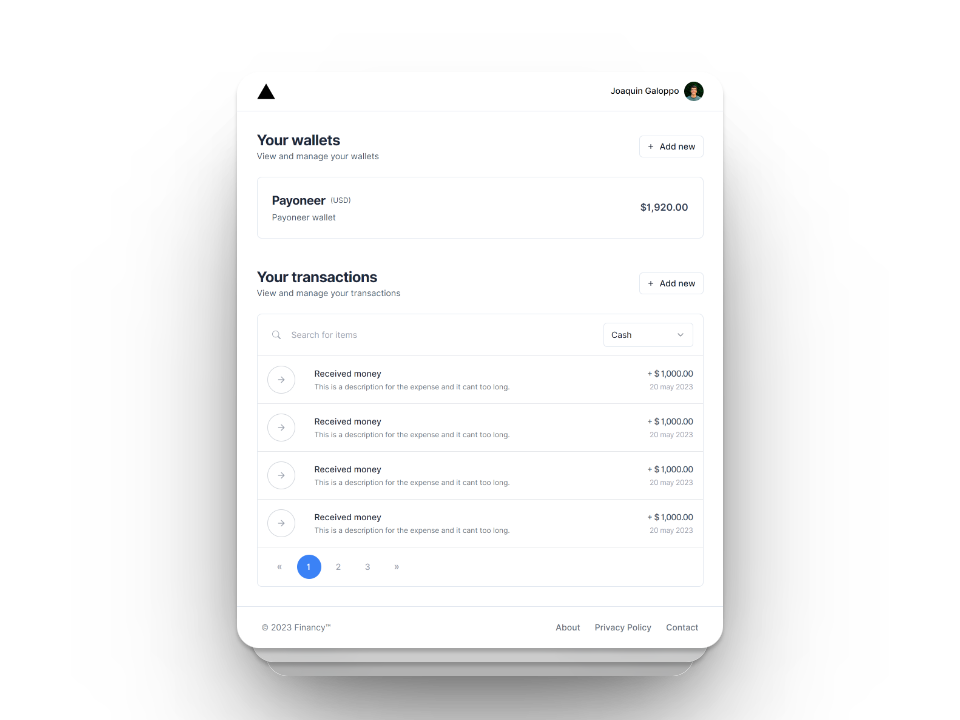 Joaquin Galoppo
Your wallets
View and manage your wallets
+ Add new
Payoneer (USD)
Payoneer wallet
$1,920.00
Your transactions
View and manage your transactions
+ Add new
Search for items
Cash
Received money
+ $1,000.00
This is a description for the expense and it cant too long.
20 may 2023
Received money
+ $1,000.00
This is a description for the expense and it cant too long.
20 may 2023
Received money
+ $1,000.00
This is a description for the expense and it cant too long.
20 may 2023
Received money
+ $1,000.00
This is a description for the expense and it cant too long.
20 may 2023
« 1 2 3 »
© 2023 Financy™
About Privacy Policy Contact